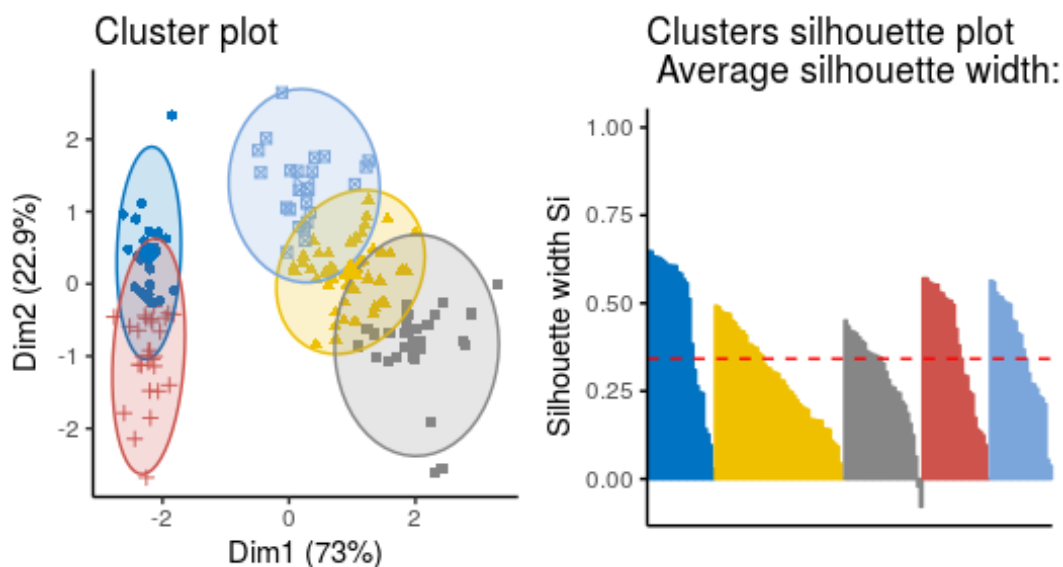 Cluster plot
2
1
0
-1
-2
Dim2 (22.9%)
-2 0 2
Dim1 (73%)
Clusters silhouette plot
Average silhouette width:
1.00
0.75
0.50
0.25
0.00
Silhouette width Si